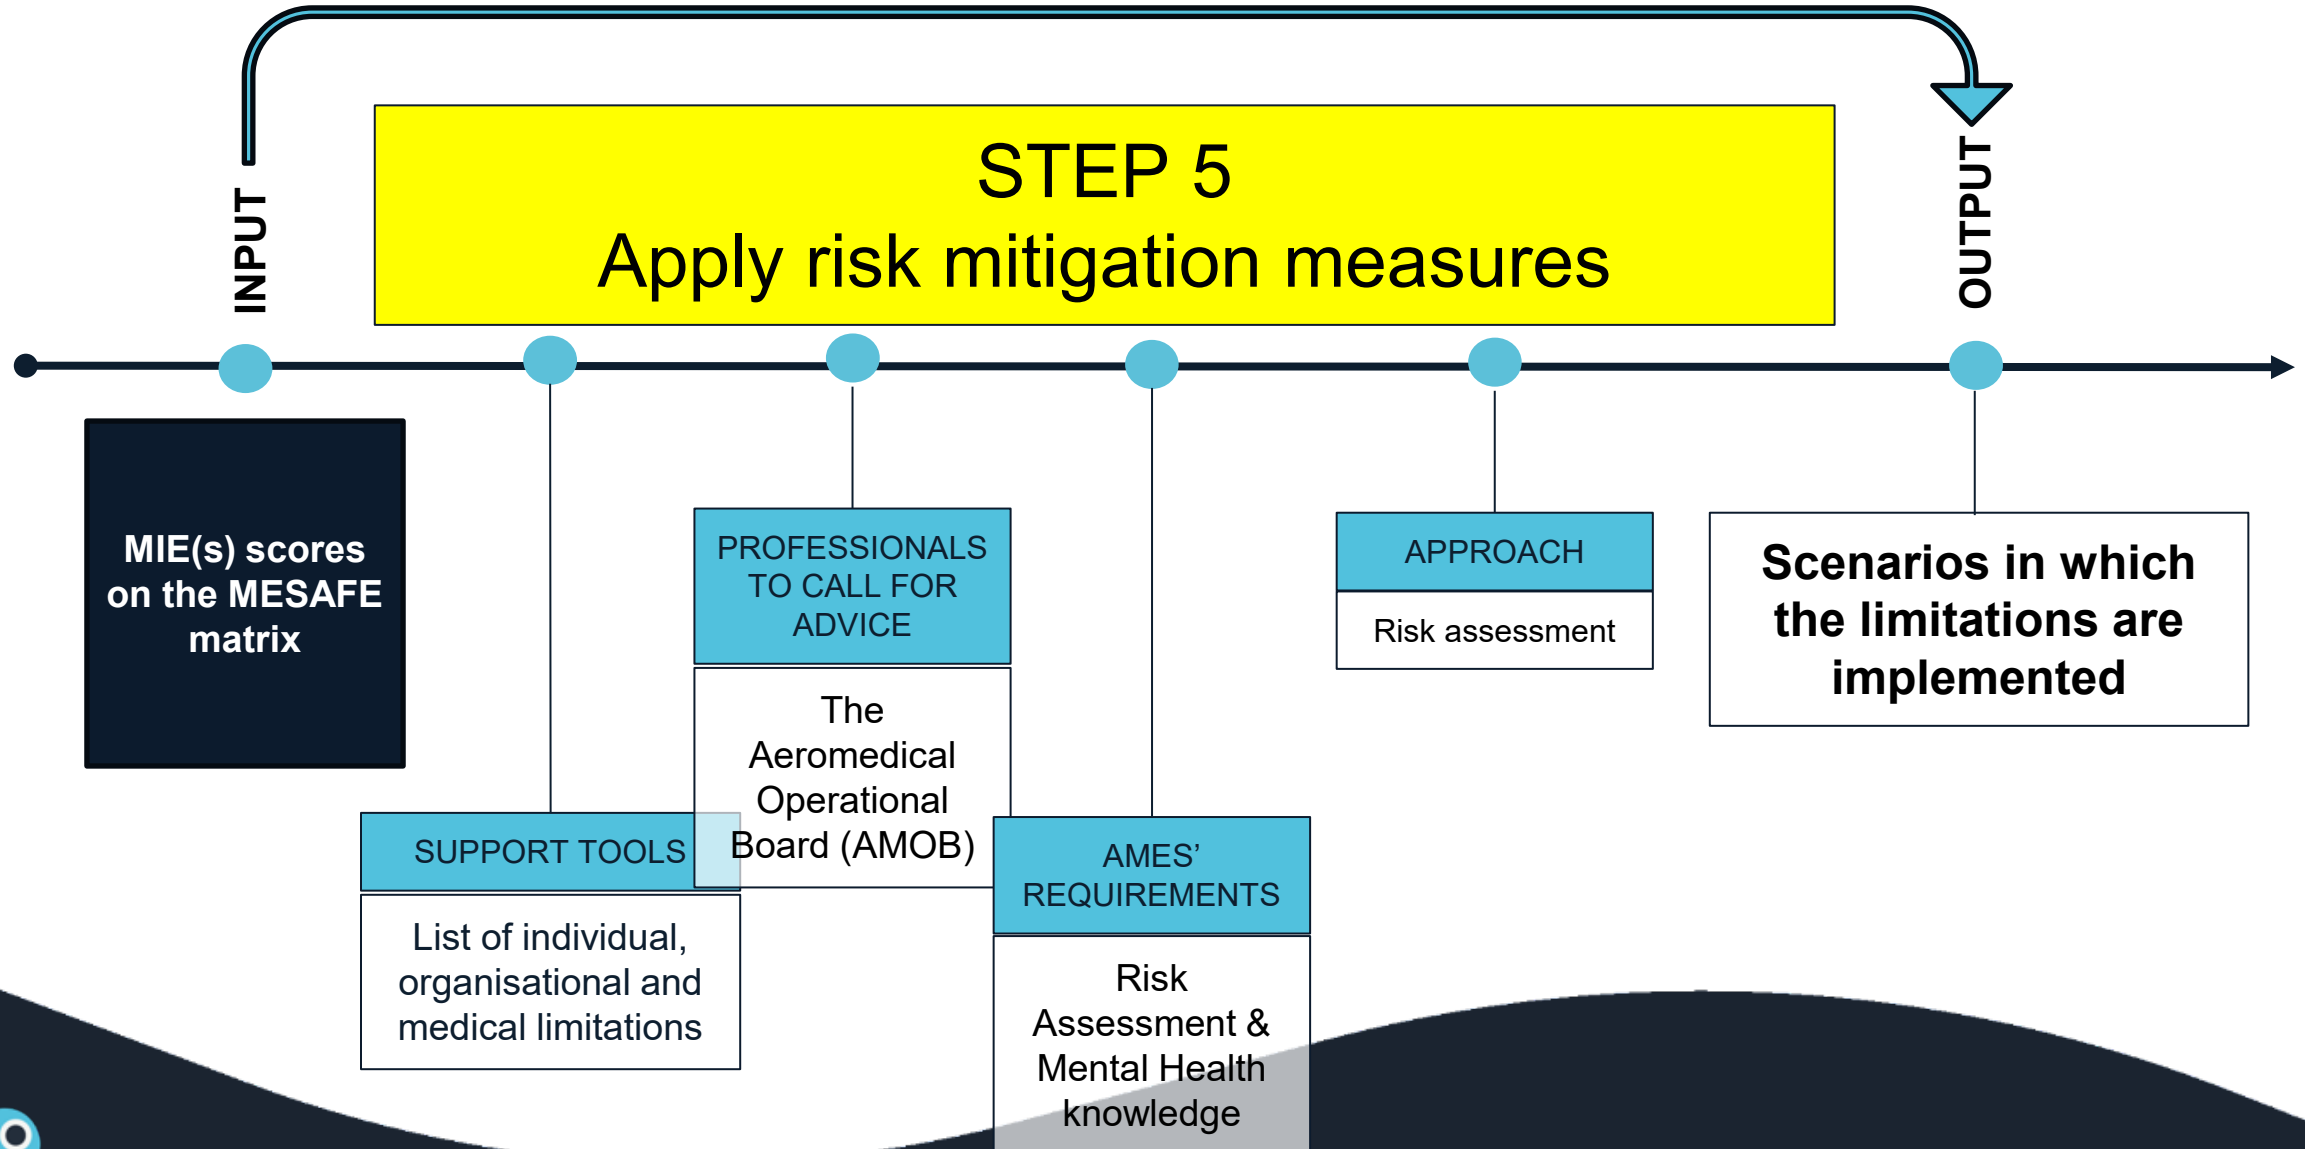 STEP 5
Apply risk mitigation measures
INPUT
OUTPUT
MIE(s) scores
on the MESAFE
matrix
SUPPORT TOOLS
List of individual,
organisational and
medical limitations
PROFESSIONALS
TO CALL FOR
ADVICE
The
Aeromedical
Operational
Board (AMOB)
AMES’
REQUIREMENTS
Risk
Assessment &
Mental Health
knowledge
APPROACH
Risk assessment
Scenarios in which
the limitations are
implemented